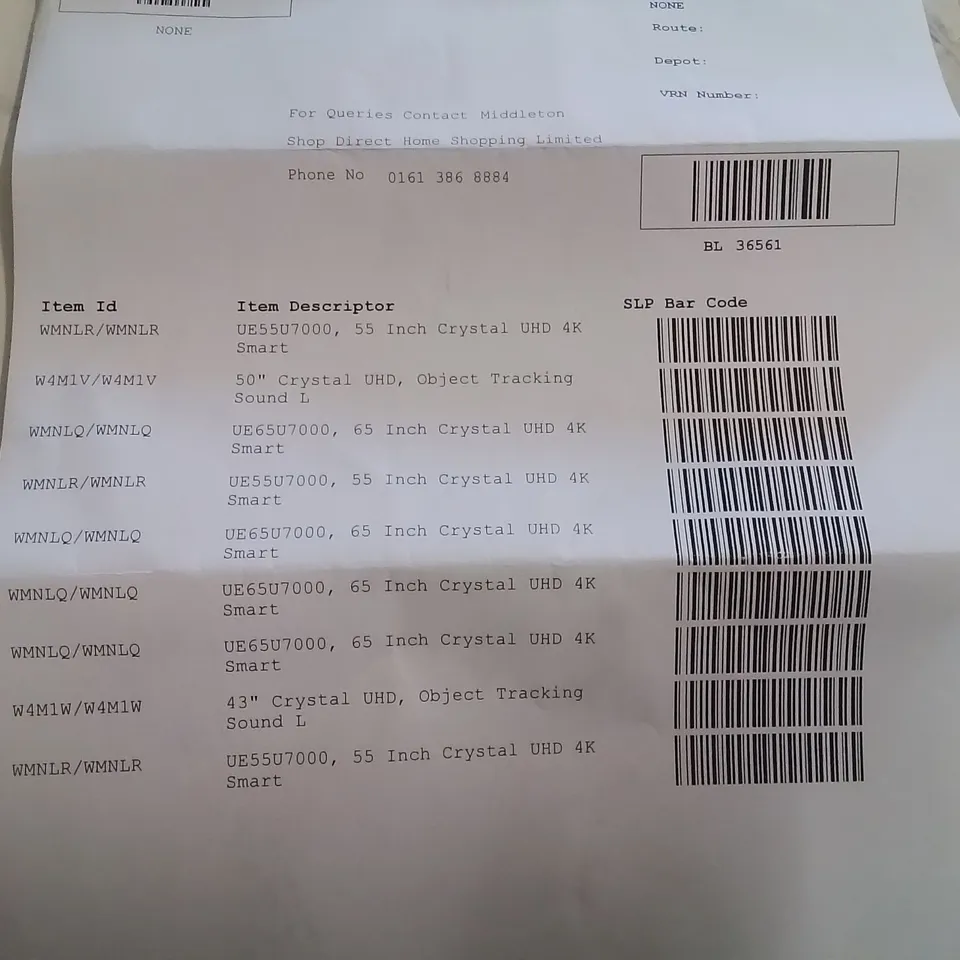 NONE
NONE
Route:
Depot:
VRN Number:
For Queries Contact Middleton
Shop Direct Home Shopping Limited
Phone No 0161 386 8884
BL 36561
Item Id Item Descriptor SLP Bar Code
WMNLR/WMNLR UE55U7000, 55 Inch Crystal UHD 4K
Smart
W4M1V/W4M1V 50" Crystal UHD, Object Tracking
Sound L
WMNLQ/WMNLQ UE65U7000, 65 Inch Crystal UHD 4K
Smart
WMNLR/WMNLR UE55U7000, 55 Inch Crystal UHD 4K
Smart
WMNLQ/WMNLQ UE65U7000, 65 Inch Crystal UHD 4K
Smart
WMNLQ/WMNLQ UE65U7000, 65 Inch Crystal UHD 4K
Smart
WMNLQ/WMNLQ UE65U7000, 65 Inch Crystal UHD 4K
Smart
W4M1W/W4M1W 43" Crystal UHD, Object Tracking
Sound L
WMNLR/WMNLR UE55U7000, 55 Inch Crystal UHD 4K
Smart